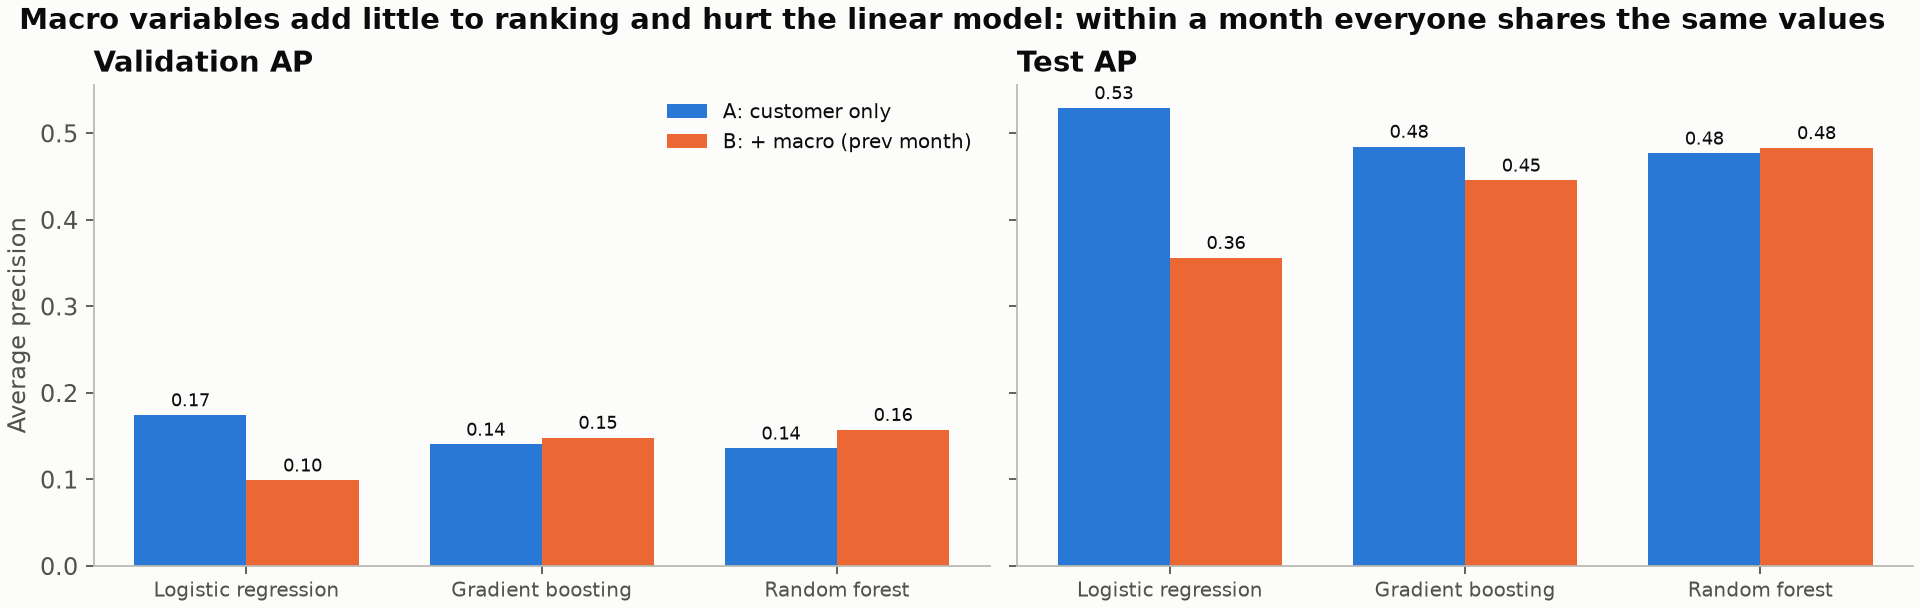 Macro variables add little to ranking and hurt the linear model: within a month everyone shares the same values
Validation AP
Average precision
0.5
0.4
0.3
0.2
0.1
0.0
A: customer only
B: + macro (prev month)
0.17
0.10
0.14
0.15
0.14
0.16
Logistic regression
Gradient boosting
Random forest
Test AP
0.53
0.36
0.48
0.45
0.48
0.48
Logistic regression
Gradient boosting
Random forest